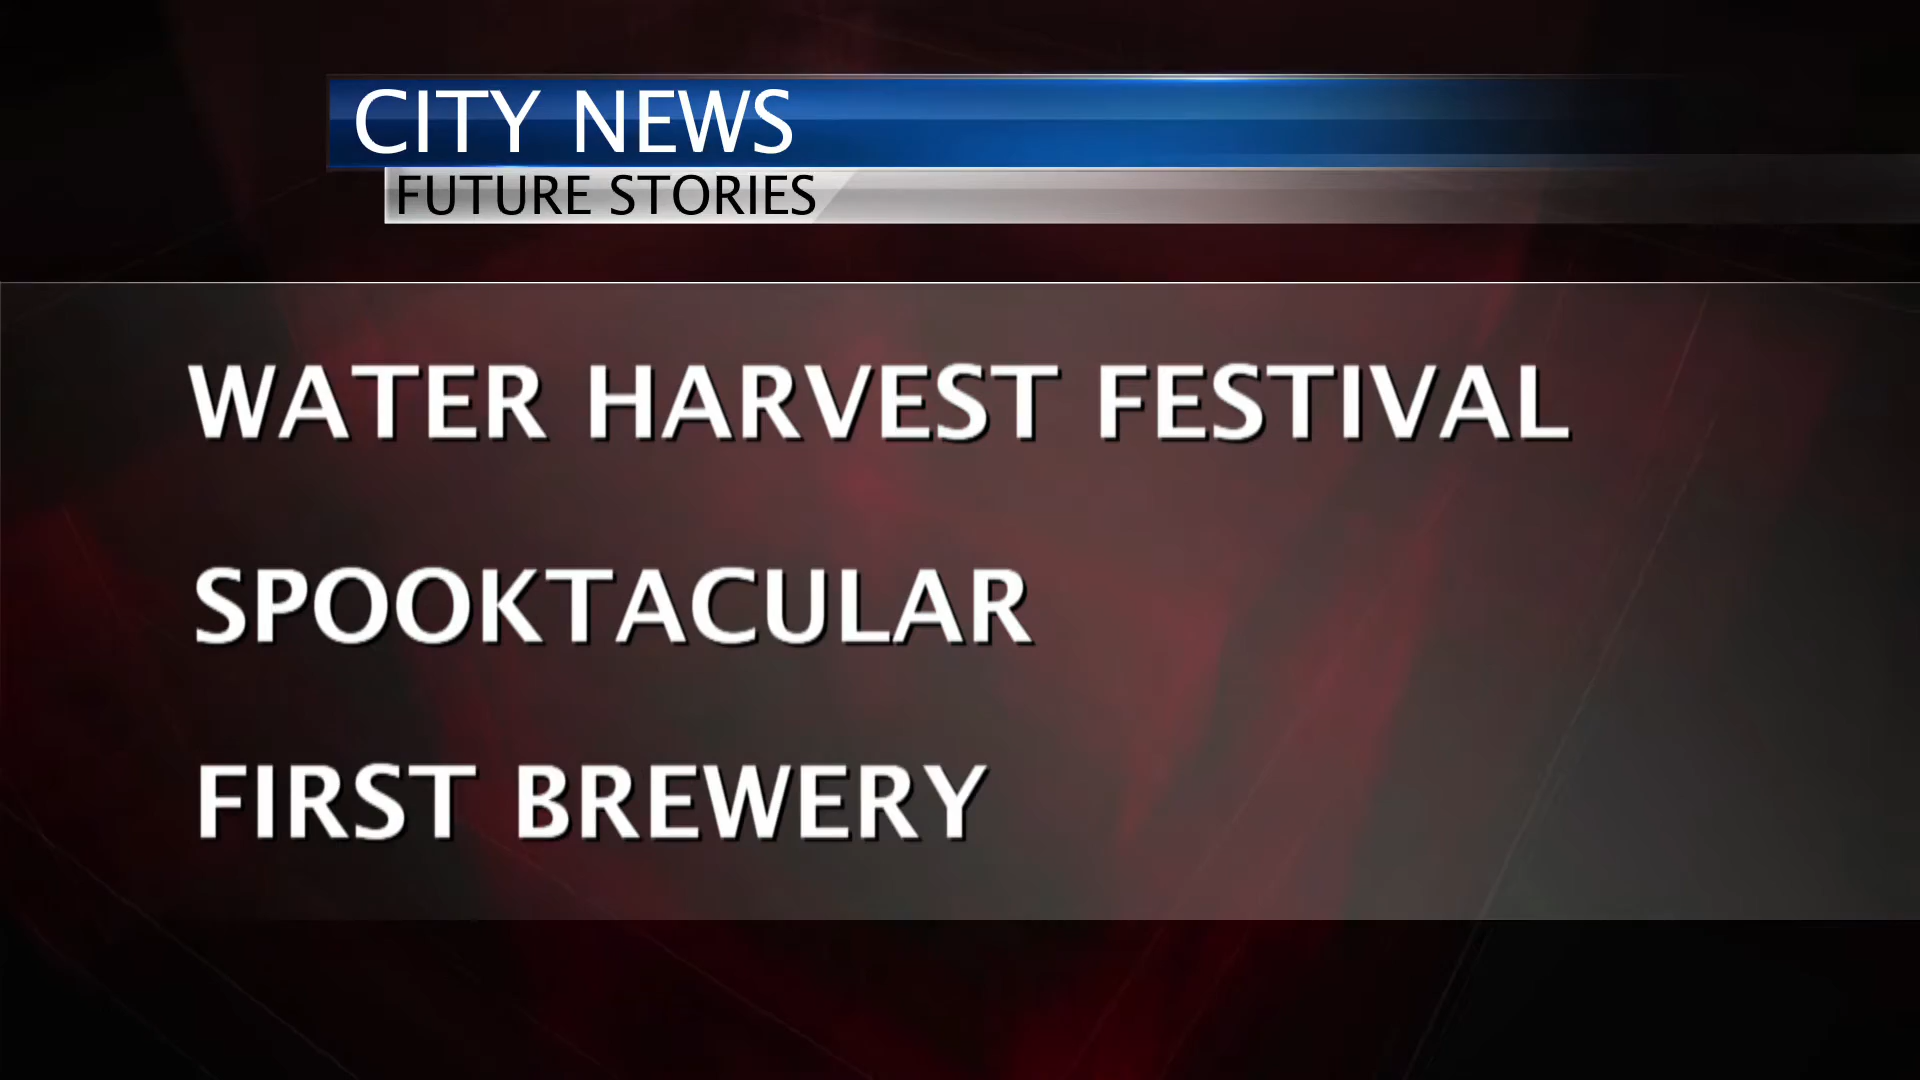 CITY NEWS
FUTURE STORIES
WATER HARVEST FESTIVAL
SPOOKTACULAR
FIRST BREWERY